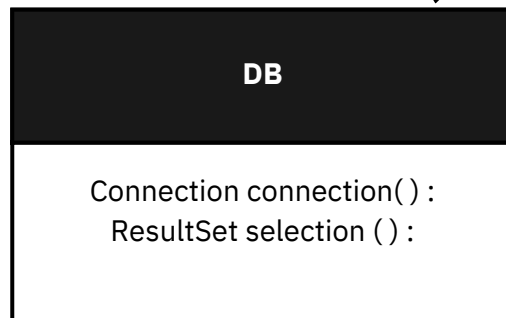 DB
Connection connection( ) :
ResultSet selection ( ) :